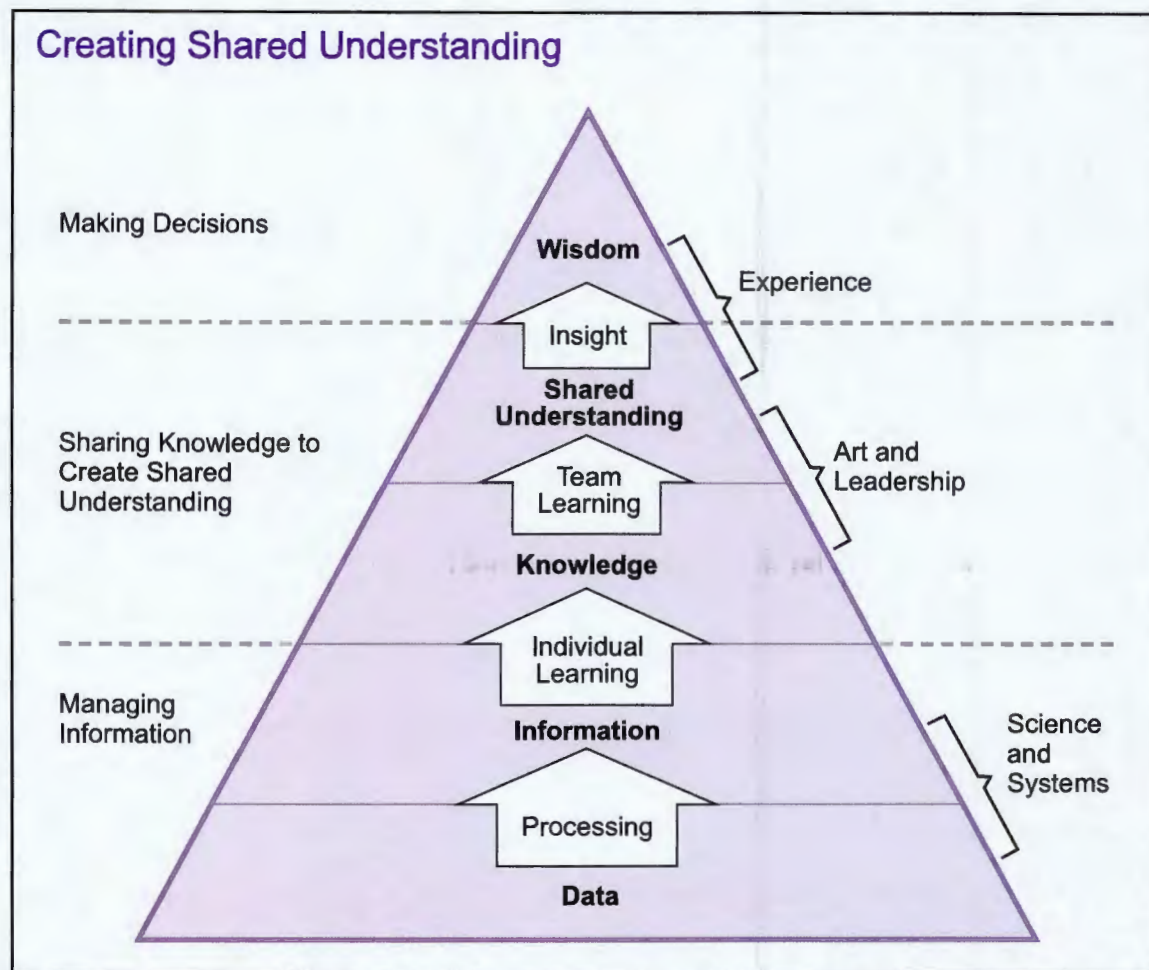 Creating Shared Understanding
Making Decisions
Wisdom
Experience
Insight
Shared
Understanding
Sharing Knowledge to
Create Shared
Understanding
Team
Learning
Art and
Leadership
Knowledge
Individual
Learning
Managing
Information
Information
Science
and
Systems
Processing
Data